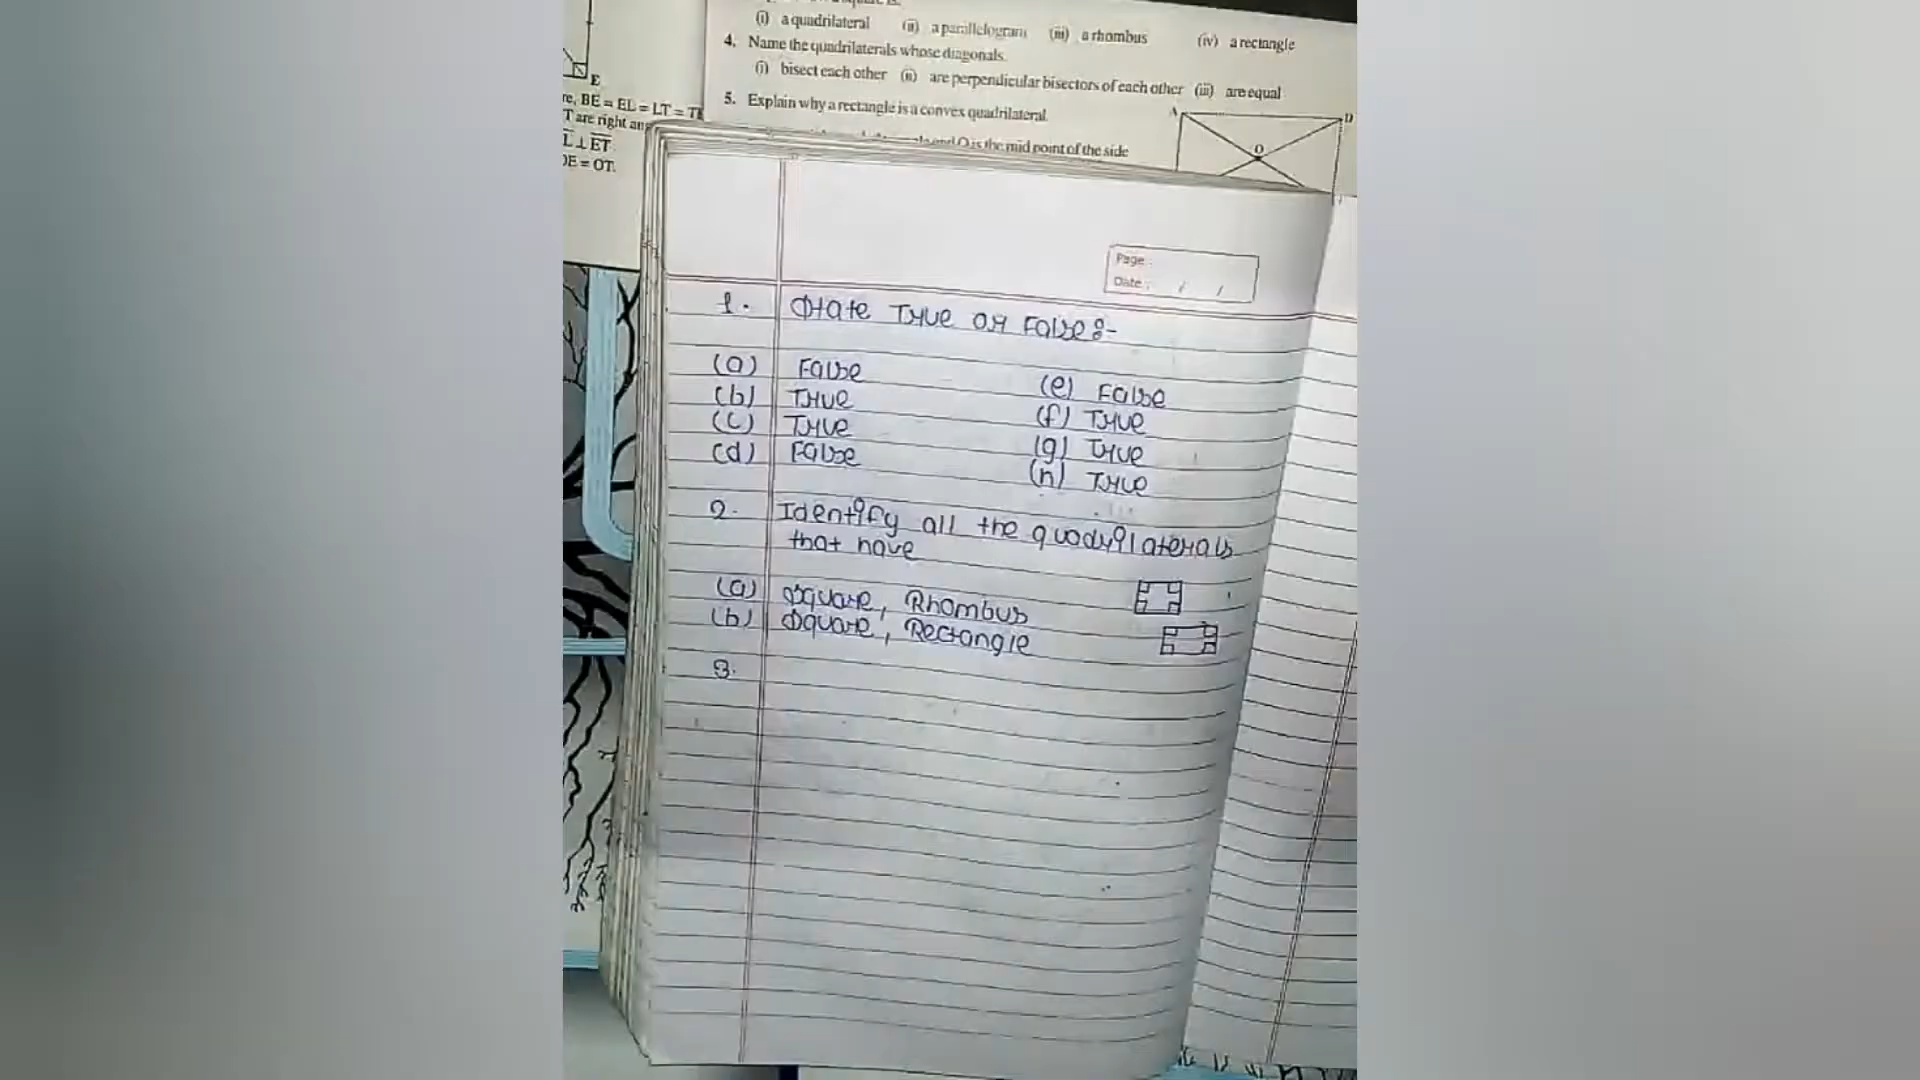 (i) a quadrilateral (ii) a parallelogram (iii) a rhombus (iv) a rectangle
4. Name the quadrilaterals whose diagonals.
(i) bisect each other (ii) are perpendicular bisectors of each other (iii) are equal
5. Explain why a rectangle is a convex quadrilateral.
O is the mid point of the side
A D
O
E
re, BE = EL = LT = T
T are right an
L ⊥ ET
OE = OT.
Page :
Date : / /
1. State True or False :-
(a) False
(b) True
(c) True
(d) False
(e) False
(f) True
(g) True
(h) True
2. Identify all the quadrilaterals
that have
(a) Square, Rhombus
(b) Square, Rectangle
3.